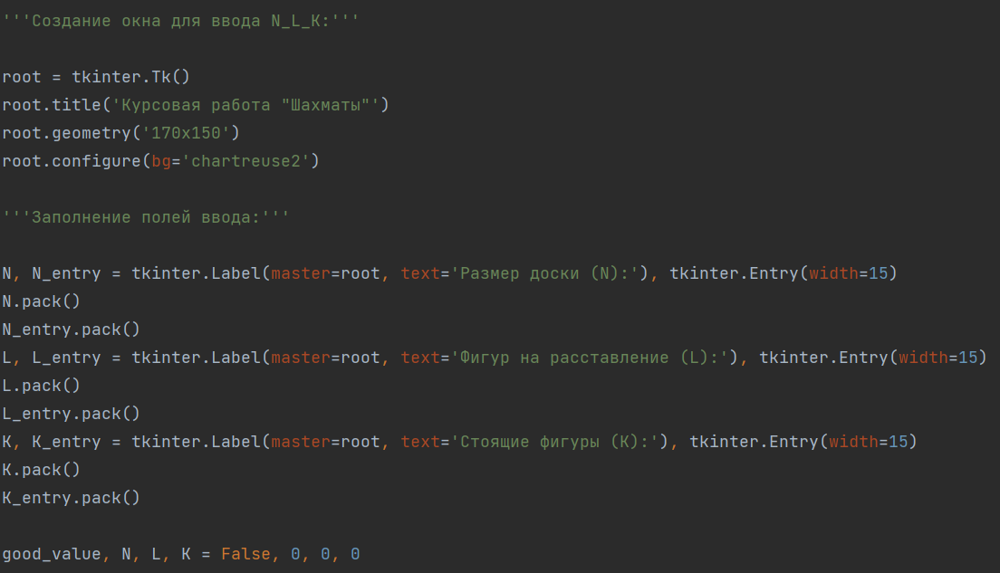 '''Создание окна для ввода N_L_K:'''
root = tkinter.Tk()
root.title('Курсовая работа "Шахматы"')
root.geometry('170x150')
root.configure(bg='chartreuse2')
'''Заполнение полей ввода:'''
N, N_entry = tkinter.Label(master=root, text='Размер доски (N):'), tkinter.Entry(width=15)
N.pack()
N_entry.pack()
L, L_entry = tkinter.Label(master=root, text='Фигур на расставление (L):'), tkinter.Entry(width=15)
L.pack()
L_entry.pack()
K, K_entry = tkinter.Label(master=root, text='Стоящие фигуры (K):'), tkinter.Entry(width=15)
K.pack()
K_entry.pack()
good_value, N, L, K = False, 0, 0, 0